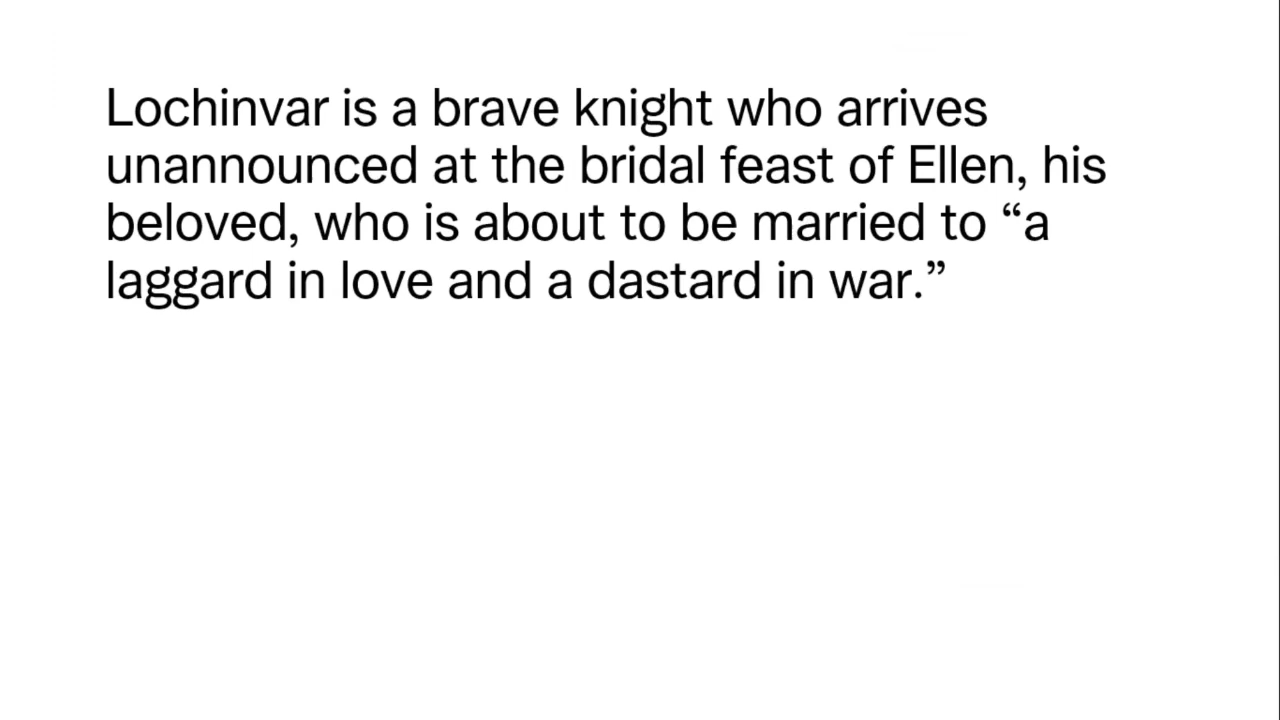 Lochinvar is a brave knight who arrives
unannounced at the bridal feast of Ellen, his
beloved, who is about to be married to “a
laggard in love and a dastard in war.”